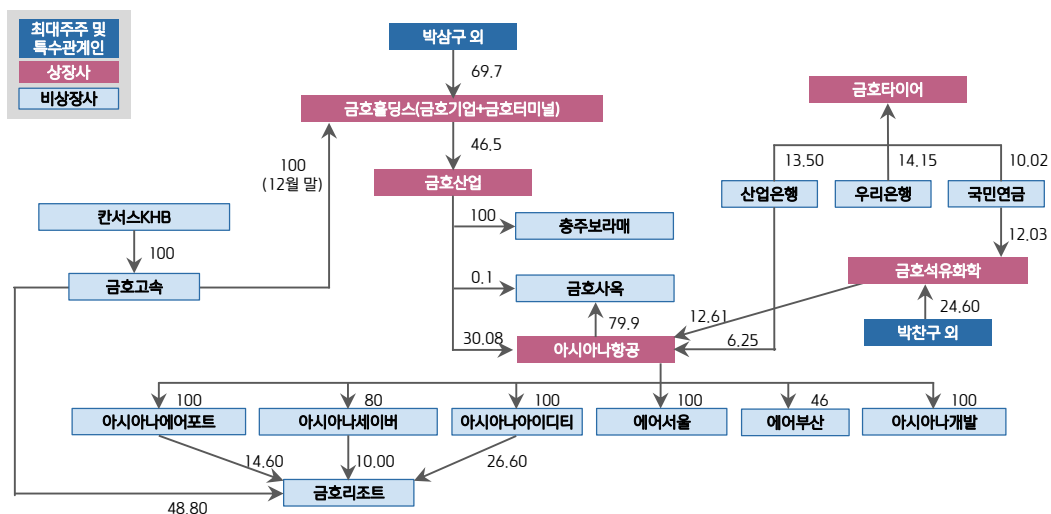 최대주주 및
특수관계인
상장사
비상장사
박삼구 외
69.7
금호홀딩스(금호기업+금호터미널)
46.5
100
(12월 말)
금호산업
금호타이어
13.50
14.15
10.02
산업은행
우리은행
국민연금
칸서스KHB
100
충주보라매
12.03
100
금호석유화학
금호고속
0.1
금호사옥
24.60
79.9
12.61
박찬구 외
30.08
아시아나항공
6.25
100
80
100
100
46
100
아시아나에어포트
아시아나세이버
아시아나아이디티
에어서울
에어부산
아시아나개발
14.60
10.00
26.60
금호리조트
48.80